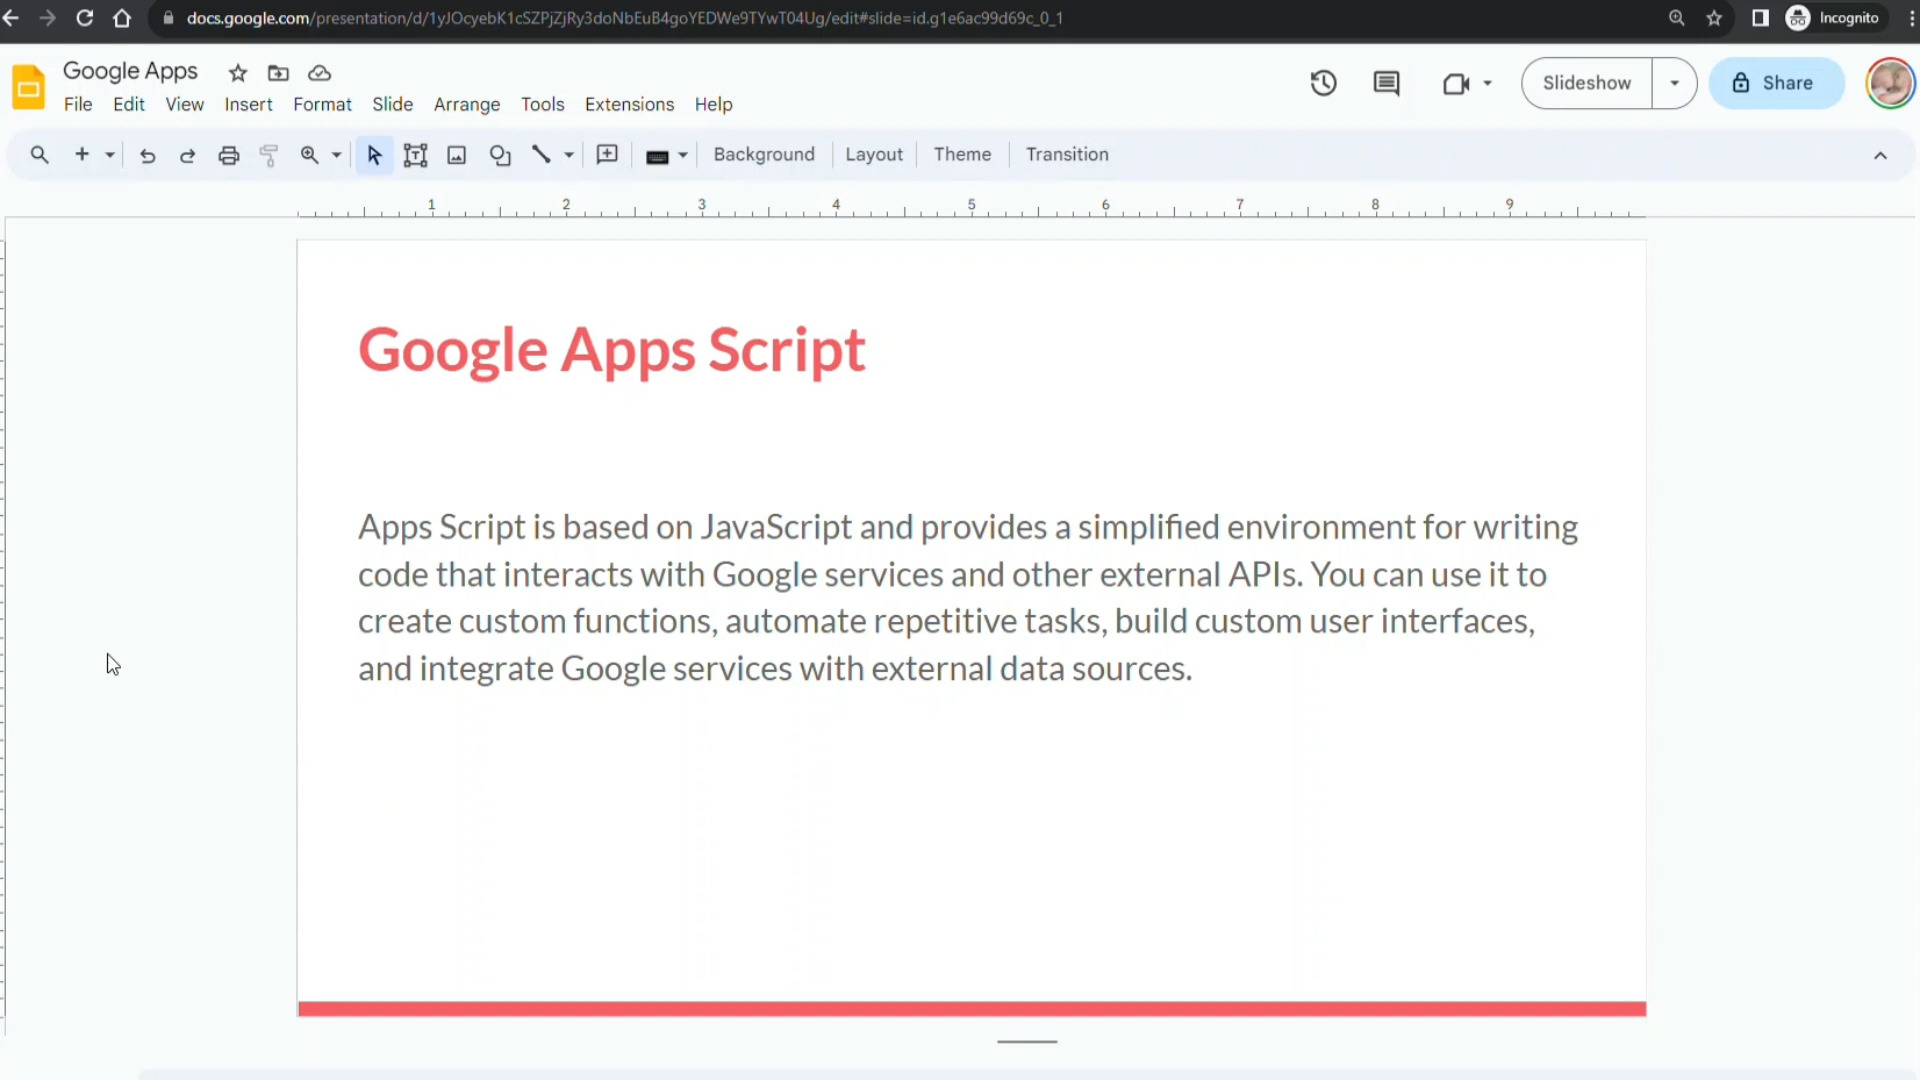 docs.google.com/presentation/d/1yJOcyebK1cSZPjZjRy3doNbEuB4goYEDWe9TYwT04Ug/edit#slide=id.g1e6ac99d69c_0_1
Incognito
Google Apps
File Edit View Insert Format Slide Arrange Tools Extensions Help
Slideshow
Share
Background Layout Theme Transition
1 2 3 4 5 6 7 8 9
Google Apps Script
Apps Script is based on JavaScript and provides a simplified environment for writing
code that interacts with Google services and other external APIs. You can use it to
create custom functions, automate repetitive tasks, build custom user interfaces,
and integrate Google services with external data sources.